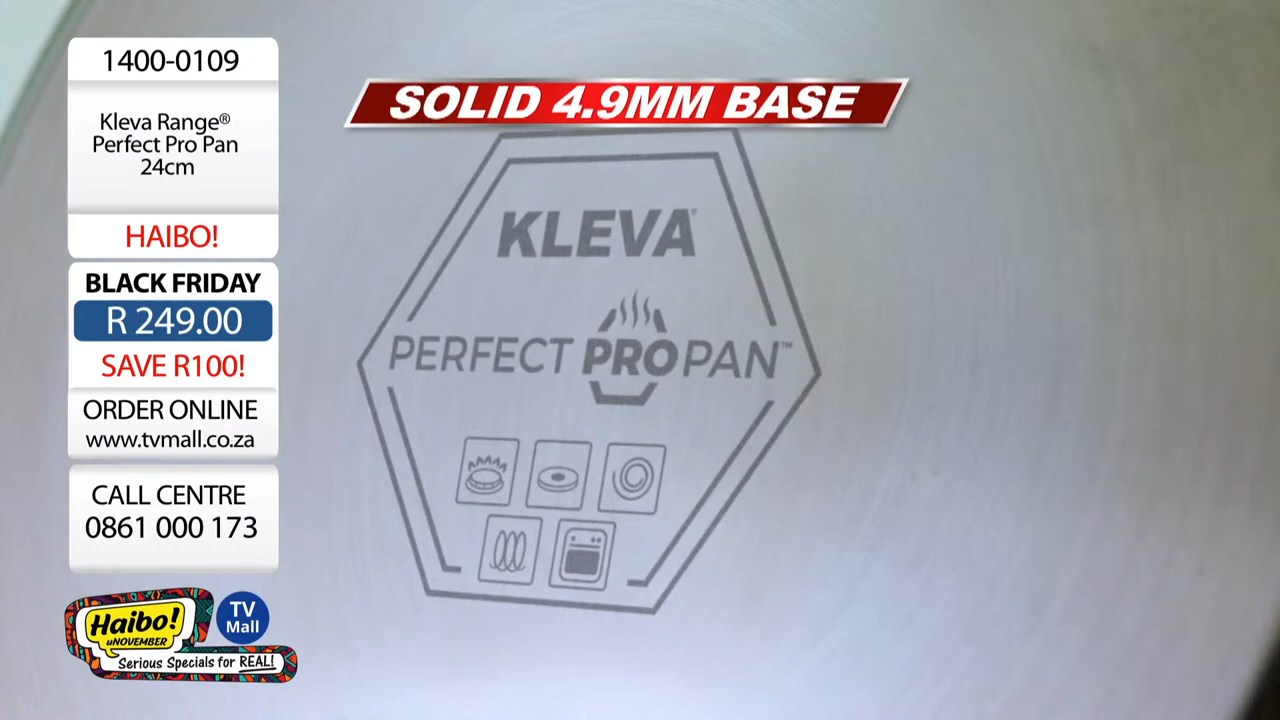 1400-0109
Kleva Range®
Perfect Pro Pan
24cm
HAIBO!
BLACK FRIDAY
R 249.00
SAVE R100!
ORDER ONLINE
www.tvmall.co.za
CALL CENTRE
0861 000 173
Haibo!
uNOVEMBER
Serious Specials for REAL!
TV
Mall
SOLID 4.9MM BASE
KLEVA®
PERFECT PRO PAN™